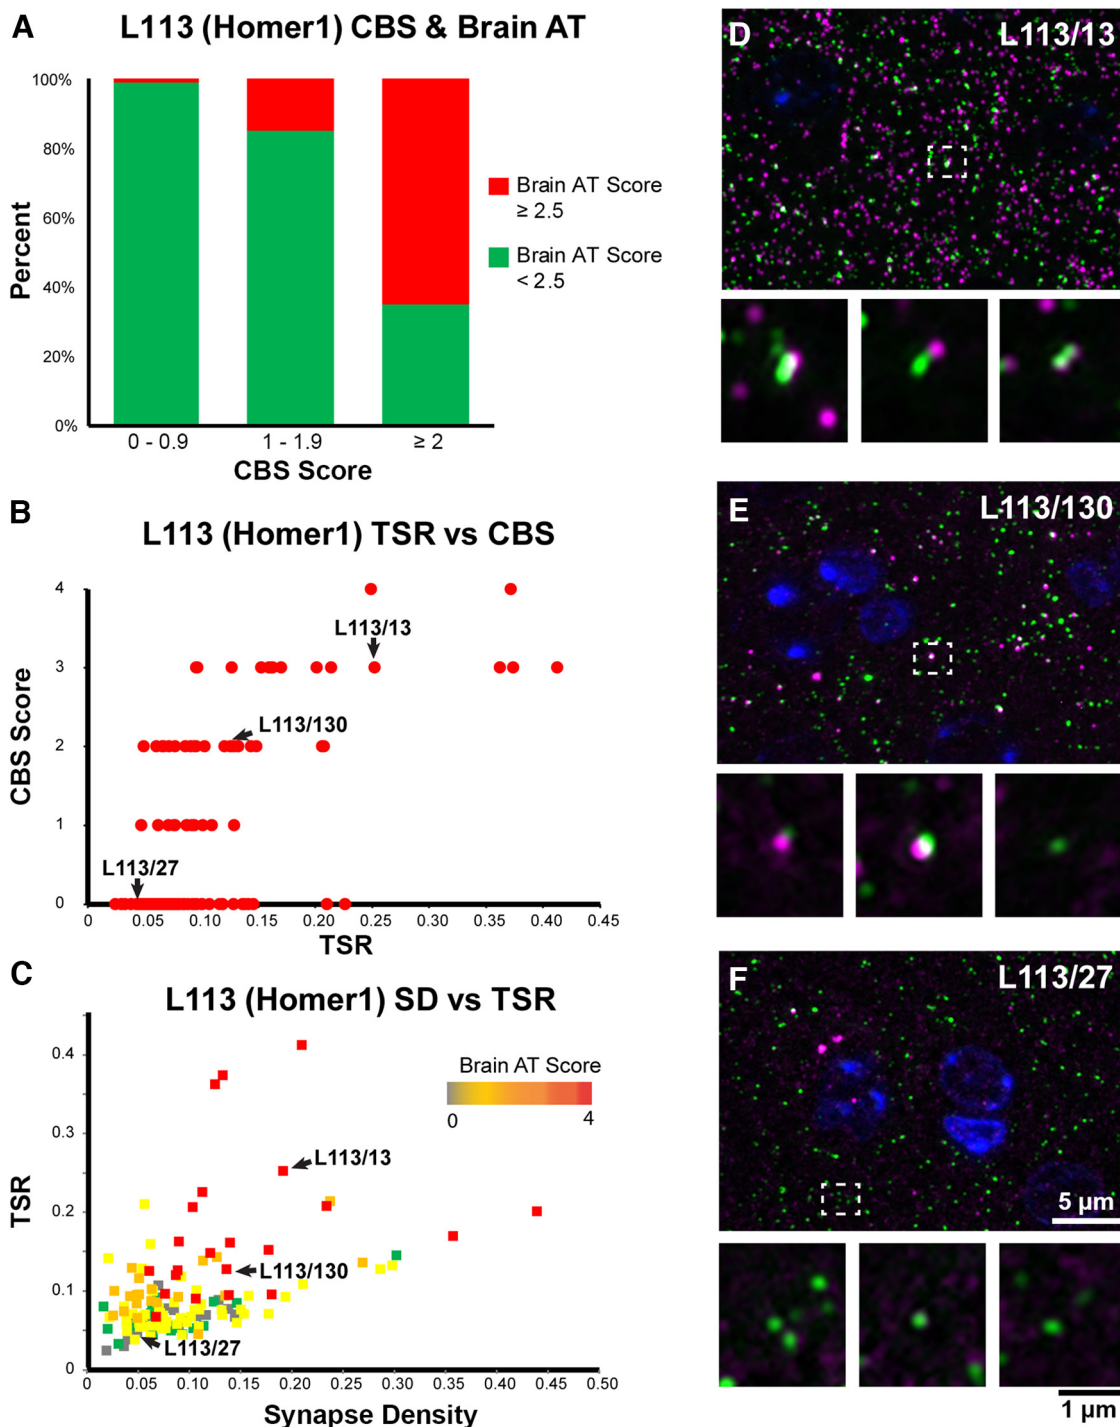 A
L113 (Homer1) CBS & Brain AT
100%
80%
60%
40%
20%
0%
Percent
0 - 0.9
1 - 1.9
≥ 2
CBS Score
Brain AT Score
≥ 2.5
Brain AT Score
< 2.5
B
L113 (Homer1) TSR vs CBS
4
3
2
1
0
CBS Score
L113/13
L113/130
L113/27
0
0.05
0.10
0.15
0.20
0.25
0.30
0.35
0.40
0.45
TSR
C
L113 (Homer1) SD vs TSR
0.4
0.3
0.2
0.1
0
TSR
Brain AT Score
0
4
L113/13
L113/130
L113/27
0
0.05
0.10
0.15
0.20
0.25
0.30
0.35
0.40
0.45
0.50
Synapse Density
D
L113/13
E
L113/130
F
L113/27
5 µm
1 µm